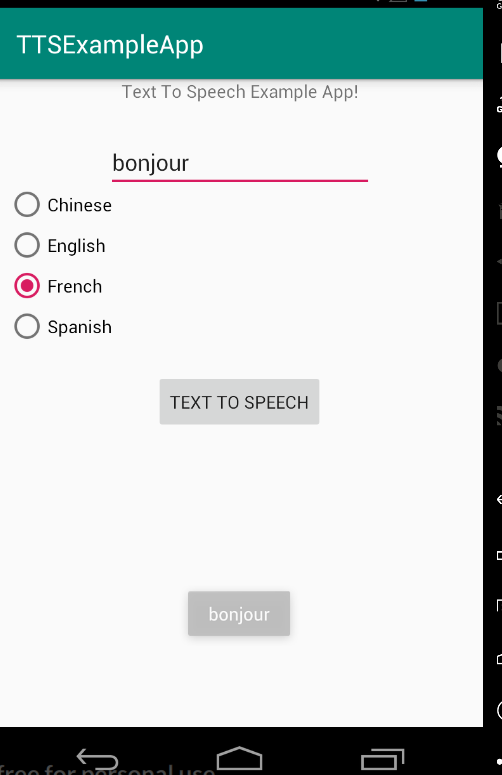 TTSExampleApp
Text To Speech Example App!
bonjour
Chinese
English
French
Spanish
TEXT TO SPEECH
bonjour
free for personal use